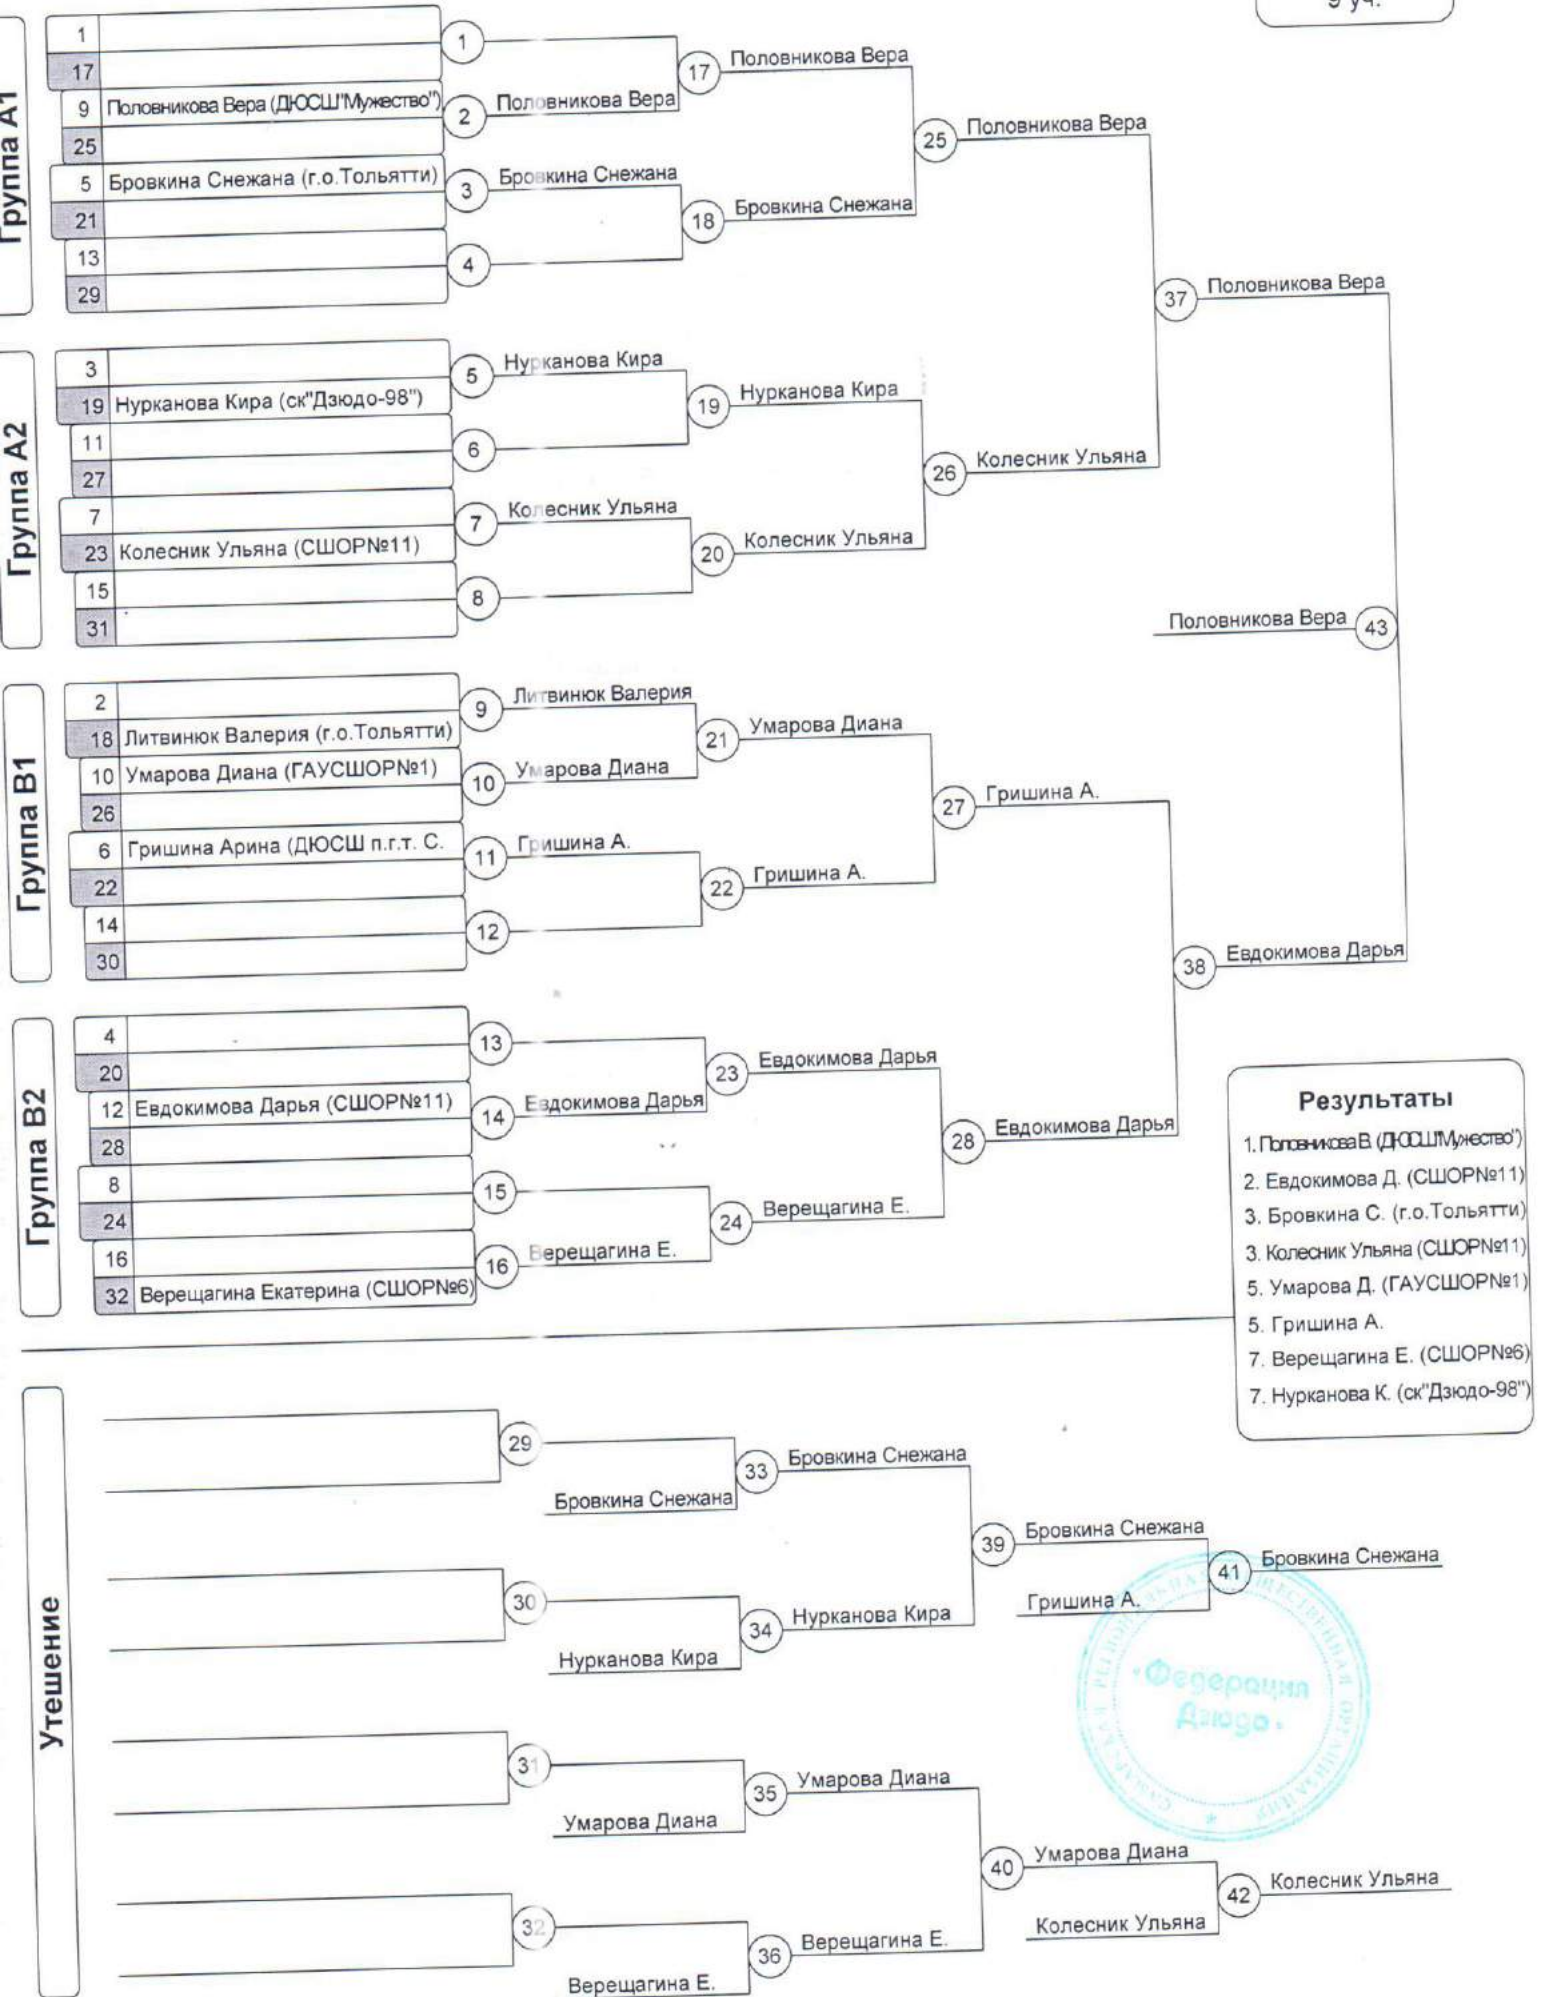 9 уч.
Группа A1
1
17
9 Половникова Вера (ДЮСШ"Мужество")
25
5 Бровкина Снежана (г.о.Тольятти)
21
13
29
1
2 Половникова Вера
3 Бровкина Снежана
4
17 Половникова Вера
18 Бровкина Снежана
25 Половникова Вера
Группа A2
3
19 Нурканова Кира (ск"Дзюдо-98")
11
27
7
23 Колесник Ульяна (СШОР№11)
15
31
5 Нурканова Кира
6
7 Колесник Ульяна
8
19 Нурканова Кира
20 Колесник Ульяна
26 Колесник Ульяна
37 Половникова Вера
Половникова Вера 43
Группа B1
2
18 Литвинюк Валерия (г.о.Тольятти)
10 Умарова Диана (ГАУСШОР№1)
26
6 Гришина Арина (ДЮСШ п.г.т. С.
22
14
30
9 Литвинюк Валерия
10 Умарова Диана
11 Гришина А.
12
21 Умарова Диана
22 Гришина А.
27 Гришина А.
38 Евдокимова Дарья
Группа B2
4
20
12 Евдокимова Дарья (СШОР№11)
28
8
24
16
32 Верещагина Екатерина (СШОР№6)
13
14 Евдокимова Дарья
15
16 Верещагина Е.
23 Евдокимова Дарья
24 Верещагина Е.
28 Евдокимова Дарья
Результаты
1. Половникова В. (ДЮСШ"Мужество")
2. Евдокимова Д. (СШОР№11)
3. Бровкина С. (г.о.Тольятти)
3. Колесник Ульяна (СШОР№11)
5. Умарова Д. (ГАУСШОР№1)
5. Гришина А.
7. Верещагина Е. (СШОР№6)
7. Нурканова К. (ск"Дзюдо-98")
Утешение
29
Бровкина Снежана
33 Бровкина Снежана
30
Нурканова Кира
34 Нурканова Кира
39 Бровкина Снежана
Гришина А.
41 Бровкина Снежана
31
Умарова Диана
35 Умарова Диана
32
Верещагина Е.
36 Верещагина Е.
40 Умарова Диана
Колесник Ульяна
42 Колесник Ульяна
САМАРСКАЯ РЕГИОНАЛЬНАЯ ОБЩЕСТВЕННАЯ ОРГАНИЗАЦИЯ
"Федерация
Дзюдо"